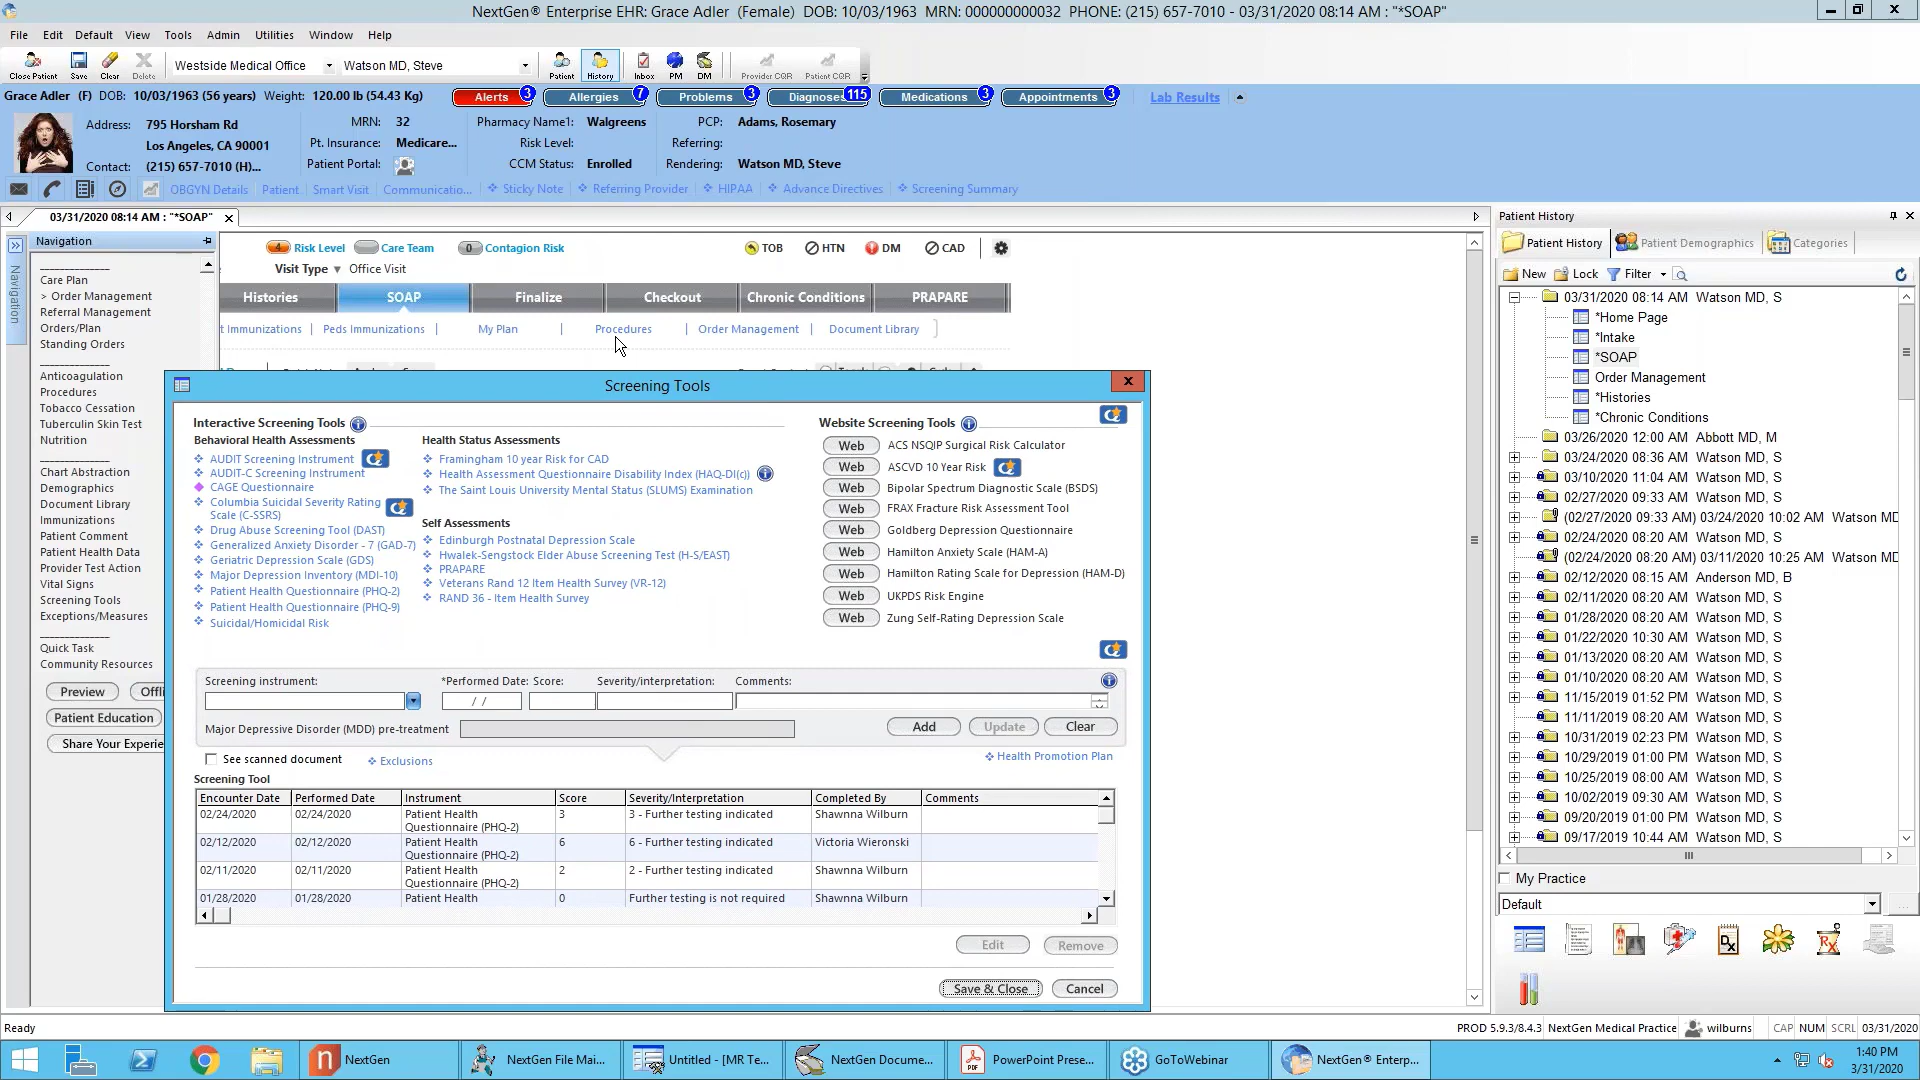 NextGen® Enterprise EHR: Grace Adler (Female) DOB: 10/03/1963 MRN: 000000000032 PHONE: (215) 657-7010 - 03/31/2020 08:14 AM : "*SOAP"
File Edit Default View Tools Admin Utilities Window Help
Close Patient Save Clear Delete Westside Medical Office Watson MD, Steve Patient History Inbox PM DM Provider CQR Patient CQR
Grace Adler (F) DOB: 10/03/1963 (56 years) Weight: 120.00 lb (54.43 Kg) Alerts 3 Allergies 7 Problems 3 Diagnoses 115 Medications 3 Appointments 3 Lab Results
Address: 795 Horsham Rd MRN: 32 Pharmacy Name1: Walgreens PCP: Adams, Rosemary
Los Angeles, CA 90001 Pt. Insurance: Medicare... Risk Level: Referring:
Contact: (215) 657-7010 (H)... Patient Portal: CCM Status: Enrolled Rendering: Watson MD, Steve
OBGYN Details Patient Smart Visit Communicatio... Sticky Note Referring Provider HIPAA Advance Directives Screening Summary
03/31/2020 08:14 AM : "*SOAP"
Navigation
Navigation
Care Plan
> Order Management
Referral Management
Orders/Plan
Standing Orders
Anticoagulation
Procedures
Tobacco Cessation
Tuberculin Skin Test
Nutrition
Chart Abstraction
Demographics
Document Library
Immunizations
Patient Comment
Patient Health Data
Provider Test Action
Vital Signs
Screening Tools
Exceptions/Measures
Quick Task
Community Resources
Preview Offli
Patient Education
Share Your Experie
4 Risk Level Care Team 0 Contagion Risk TOB HTN DM CAD
Visit Type Office Visit
Histories SOAP Finalize Checkout Chronic Conditions PRAPARE
t Immunizations | Peds Immunizations | My Plan | Procedures | Order Management | Document Library
Screening Tools
Interactive Screening Tools
Behavioral Health Assessments
AUDIT Screening Instrument
AUDIT-C Screening Instrument
CAGE Questionnaire
Columbia Suicidal Severity Rating
Scale (C-SSRS)
Drug Abuse Screening Tool (DAST)
Generalized Anxiety Disorder - 7 (GAD-7)
Geriatric Depression Scale (GDS)
Major Depression Inventory (MDI-10)
Patient Health Questionnaire (PHQ-2)
Patient Health Questionnaire (PHQ-9)
Suicidal/Homicidal Risk
Health Status Assessments
Framingham 10 year Risk for CAD
Health Assessment Questionnaire Disability Index (HAQ-DI(c))
The Saint Louis University Mental Status (SLUMS) Examination
Self Assessments
Edinburgh Postnatal Depression Scale
Hwalek-Sengstock Elder Abuse Screening Test (H-S/EAST)
PRAPARE
Veterans Rand 12 Item Health Survey (VR-12)
RAND 36 - Item Health Survey
Website Screening Tools
Web ACS NSQIP Surgical Risk Calculator
Web ASCVD 10 Year Risk
Web Bipolar Spectrum Diagnostic Scale (BSDS)
Web FRAX Fracture Risk Assessment Tool
Web Goldberg Depression Questionnaire
Web Hamilton Anxiety Scale (HAM-A)
Web Hamilton Rating Scale for Depression (HAM-D)
Web UKPDS Risk Engine
Web Zung Self-Rating Depression Scale
Screening instrument: *Performed Date: Score: Severity/interpretation: Comments:
/ /
Major Depressive Disorder (MDD) pre-treatment Add Update Clear
See scanned document Exclusions Health Promotion Plan
Screening Tool
Encounter Date Performed Date Instrument Score Severity/Interpretation Completed By Comments
02/24/2020 02/24/2020 Patient Health 3 3 - Further testing indicated Shawnna Wilburn
Questionnaire (PHQ-2)
02/12/2020 02/12/2020 Patient Health 6 6 - Further testing indicated Victoria Wieronski
Questionnaire (PHQ-2)
02/11/2020 02/11/2020 Patient Health 2 2 - Further testing indicated Shawnna Wilburn
Questionnaire (PHQ-2)
01/28/2020 01/28/2020 Patient Health 0 Further testing is not required Shawnna Wilburn
Edit Remove
Save & Close Cancel
Patient History
Patient History Patient Demographics Categories
New Lock Filter
03/31/2020 08:14 AM Watson MD, S
*Home Page
*Intake
*SOAP
Order Management
*Histories
*Chronic Conditions
03/26/2020 12:00 AM Abbott MD, M
03/24/2020 08:36 AM Watson MD, S
03/10/2020 11:04 AM Watson MD, S
02/27/2020 09:33 AM Watson MD, S
(02/27/2020 09:33 AM) 03/24/2020 10:02 AM Watson MD
02/24/2020 08:20 AM Watson MD, S
(02/24/2020 08:20 AM) 03/11/2020 10:25 AM Watson MD
02/12/2020 08:15 AM Anderson MD, B
02/11/2020 08:20 AM Watson MD, S
01/28/2020 08:20 AM Watson MD, S
01/22/2020 10:30 AM Watson MD, S
01/13/2020 08:20 AM Watson MD, S
01/10/2020 08:20 AM Watson MD, S
11/15/2019 01:52 PM Watson MD, S
11/11/2019 08:20 AM Watson MD, S
10/31/2019 02:23 PM Watson MD, S
10/29/2019 01:00 PM Watson MD, S
10/25/2019 08:00 AM Watson MD, S
10/02/2019 09:30 AM Watson MD, S
09/20/2019 01:00 PM Watson MD, S
09/17/2019 10:44 AM Watson MD, S
My Practice
Default
Ready PROD 5.9.3/8.4.3 NextGen Medical Practice wilburns CAP NUM SCRL 03/31/2020
NextGen NextGen File Mai... Untitled - [MR Te... NextGen Docume... PowerPoint Prese... GoToWebinar NextGen® Enterp... 1:40 PM
3/31/2020